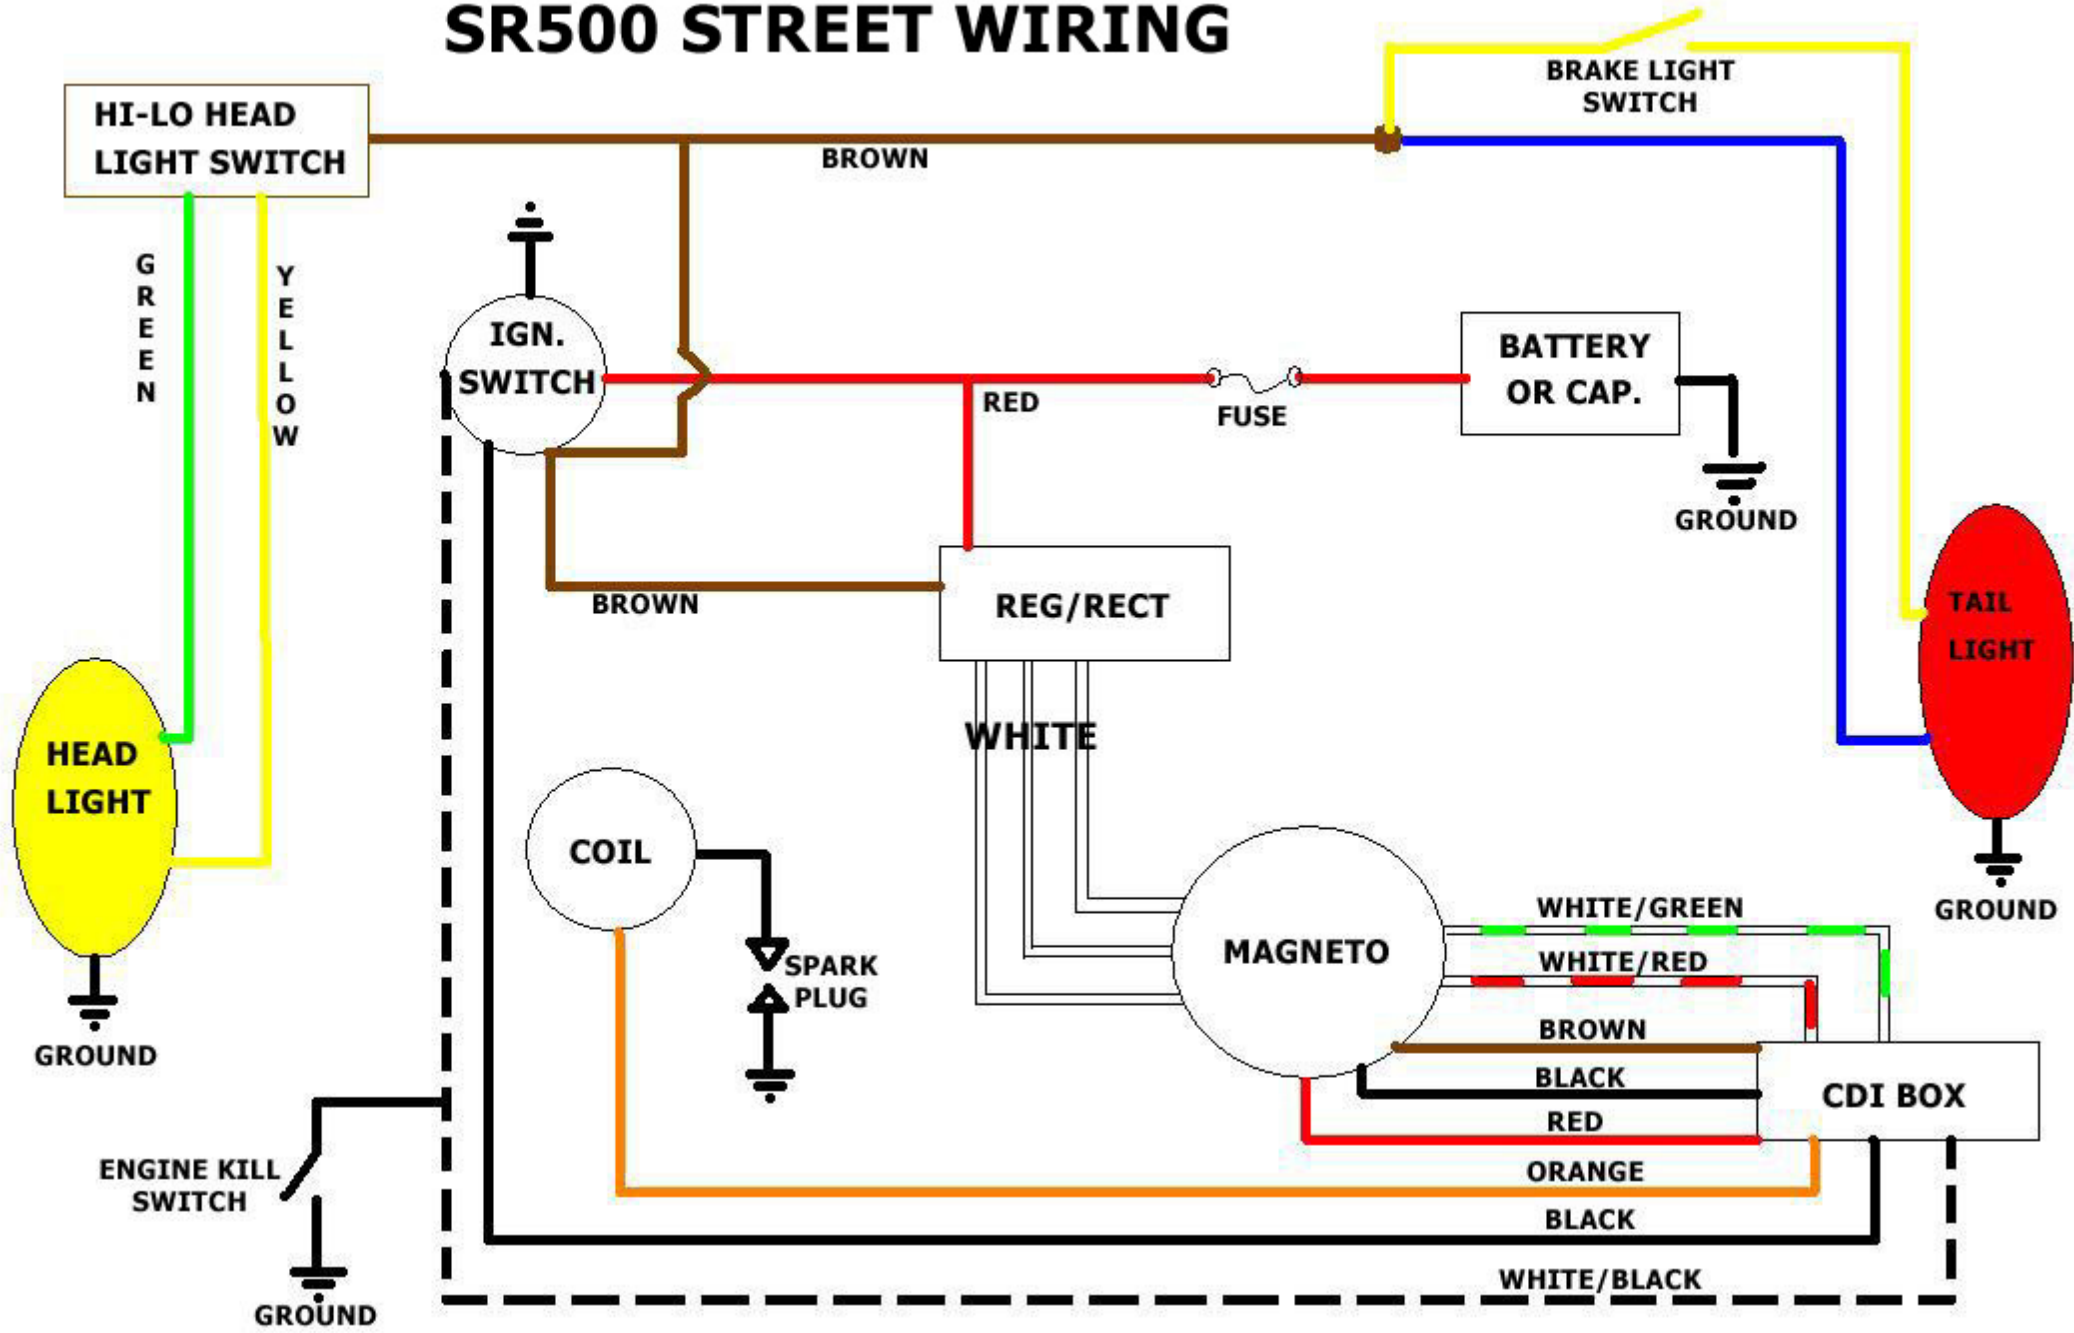 SR500 STREET WIRING
BRAKE LIGHT
SWITCH
HI-LO HEAD
LIGHT SWITCH
BROWN
GREEN
YELLOW
IGN.
SWITCH
RED
FUSE
BATTERY
OR CAP.
GROUND
BROWN
REG/RECT
TAIL
LIGHT
WHITE
HEAD
LIGHT
COIL
SPARK
PLUG
MAGNETO
WHITE/GREEN
WHITE/RED
GROUND
BROWN
BLACK
RED
CDI BOX
GROUND
ENGINE KILL
SWITCH
ORANGE
BLACK
WHITE/BLACK
GROUND